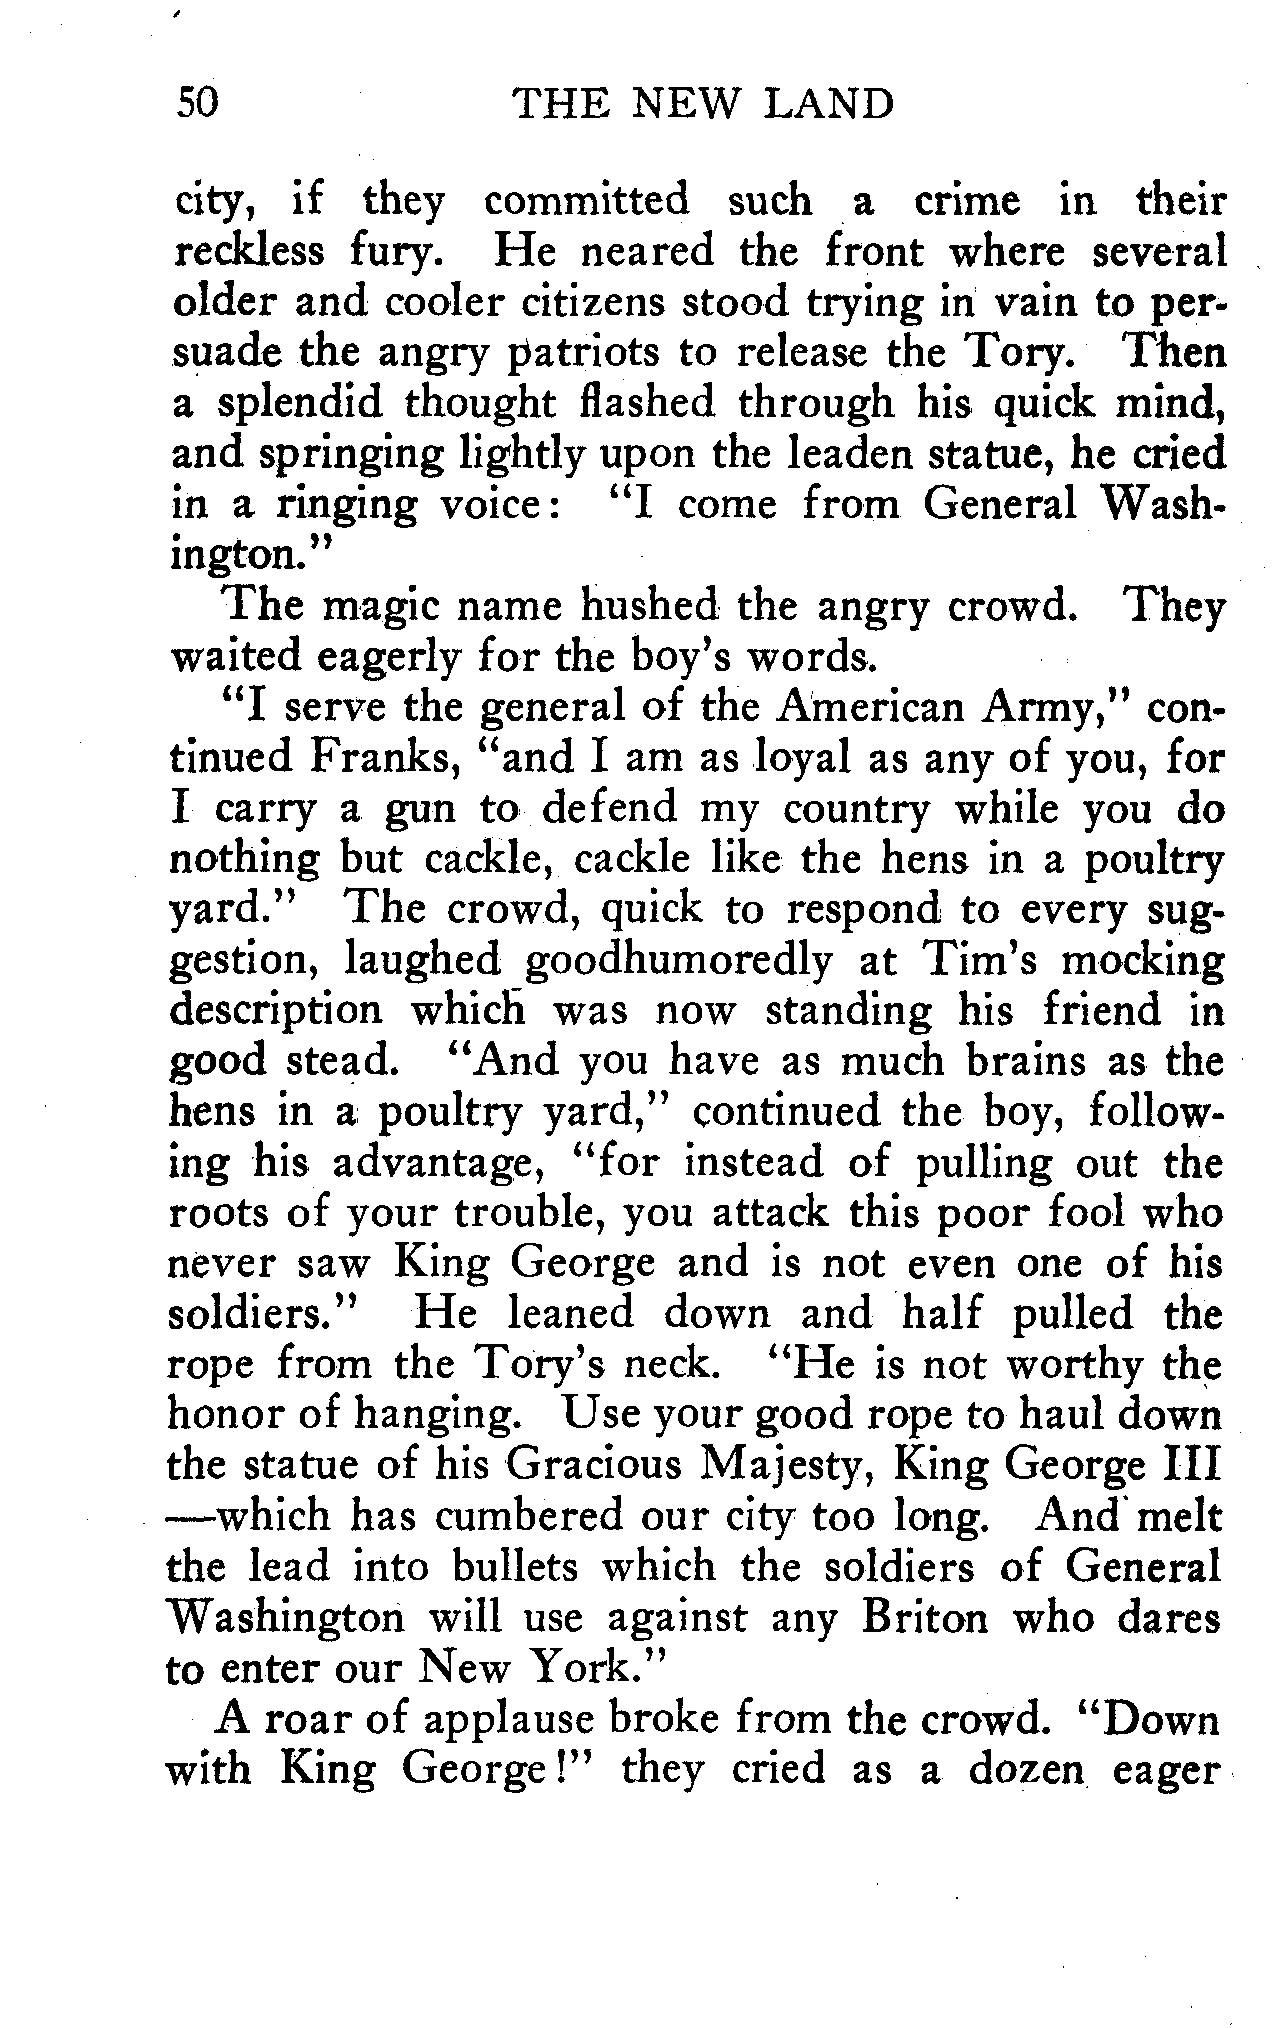 50 THE NEW LAND
city, if they committed such a crime in their
reckless fury. He neared the front where several
older and cooler citizens stood trying in vain to per-
suade the angry patriots to release the Tory. Then
a splendid thought flashed through his quick mind,
and springing lightly upon the leaden statue, he cried
in a ringing voice: "I come from General Wash-
ington."
The magic name hushed the angry crowd. They
waited eagerly for the boy's words.
"I serve the general of the American Army," con-
tinued Franks, "and I am as loyal as any of you, for
I carry a gun to defend my country while you do
nothing but cackle, cackle like the hens in a poultry
yard." The crowd, quick to respond to every sug-
gestion, laughed goodhumoredly at Tim's mocking
description which was now standing his friend in
good stead. "And you have as much brains as the
hens in a poultry yard," continued the boy, follow-
ing his advantage, "for instead of pulling out the
roots of your trouble, you attack this poor fool who
never saw King George and is not even one of his
soldiers." He leaned down and half pulled the
rope from the Tory's neck. "He is not worthy the
honor of hanging. Use your good rope to haul down
the statue of his Gracious Majesty, King George III
—which has cumbered our city too long. And melt
the lead into bullets which the soldiers of General
Washington will use against any Briton who dares
to enter our New York."
A roar of applause broke from the crowd. "Down
with King George!" they cried as a dozen eager